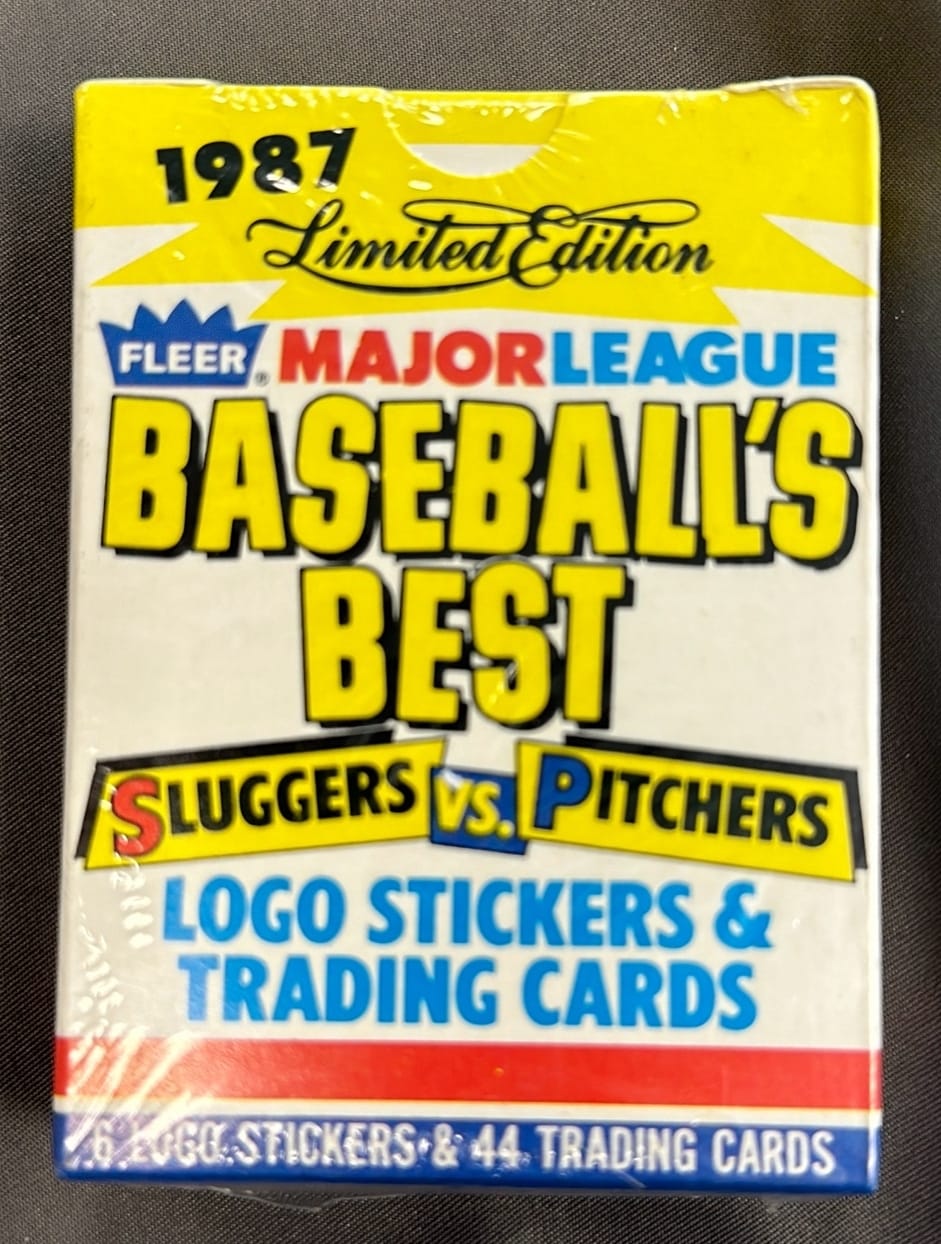 1987
Limited Edition
FLEER® MAJOR LEAGUE
BASEBALL'S
BEST
SLUGGERS VS. PITCHERS
LOGO STICKERS &
TRADING CARDS
6 LOGO STICKERS & 44 TRADING CARDS